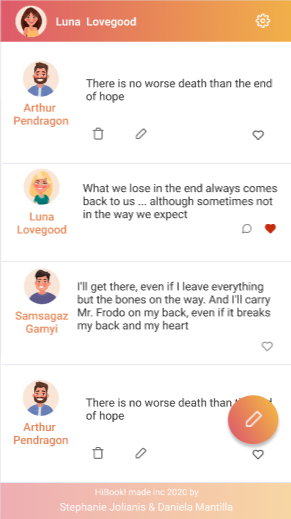 Luna Lovegood
There is no worse death than the end
of hope
Arthur
Pendragon
What we lose in the end always comes
back to us ... although sometimes not
in the way we expect
Luna
Lovegood
I'll get there, even if I leave everything
but the bones on the way. And I'll carry
Mr. Frodo on my back, even if it breaks
my back and my heart
Samsagaz
Gamyi
There is no worse death than end
of hope
Arthur
Pendragon
HiBook! made inc 2020 by
Stephanie Jolianis & Daniela Mantilla